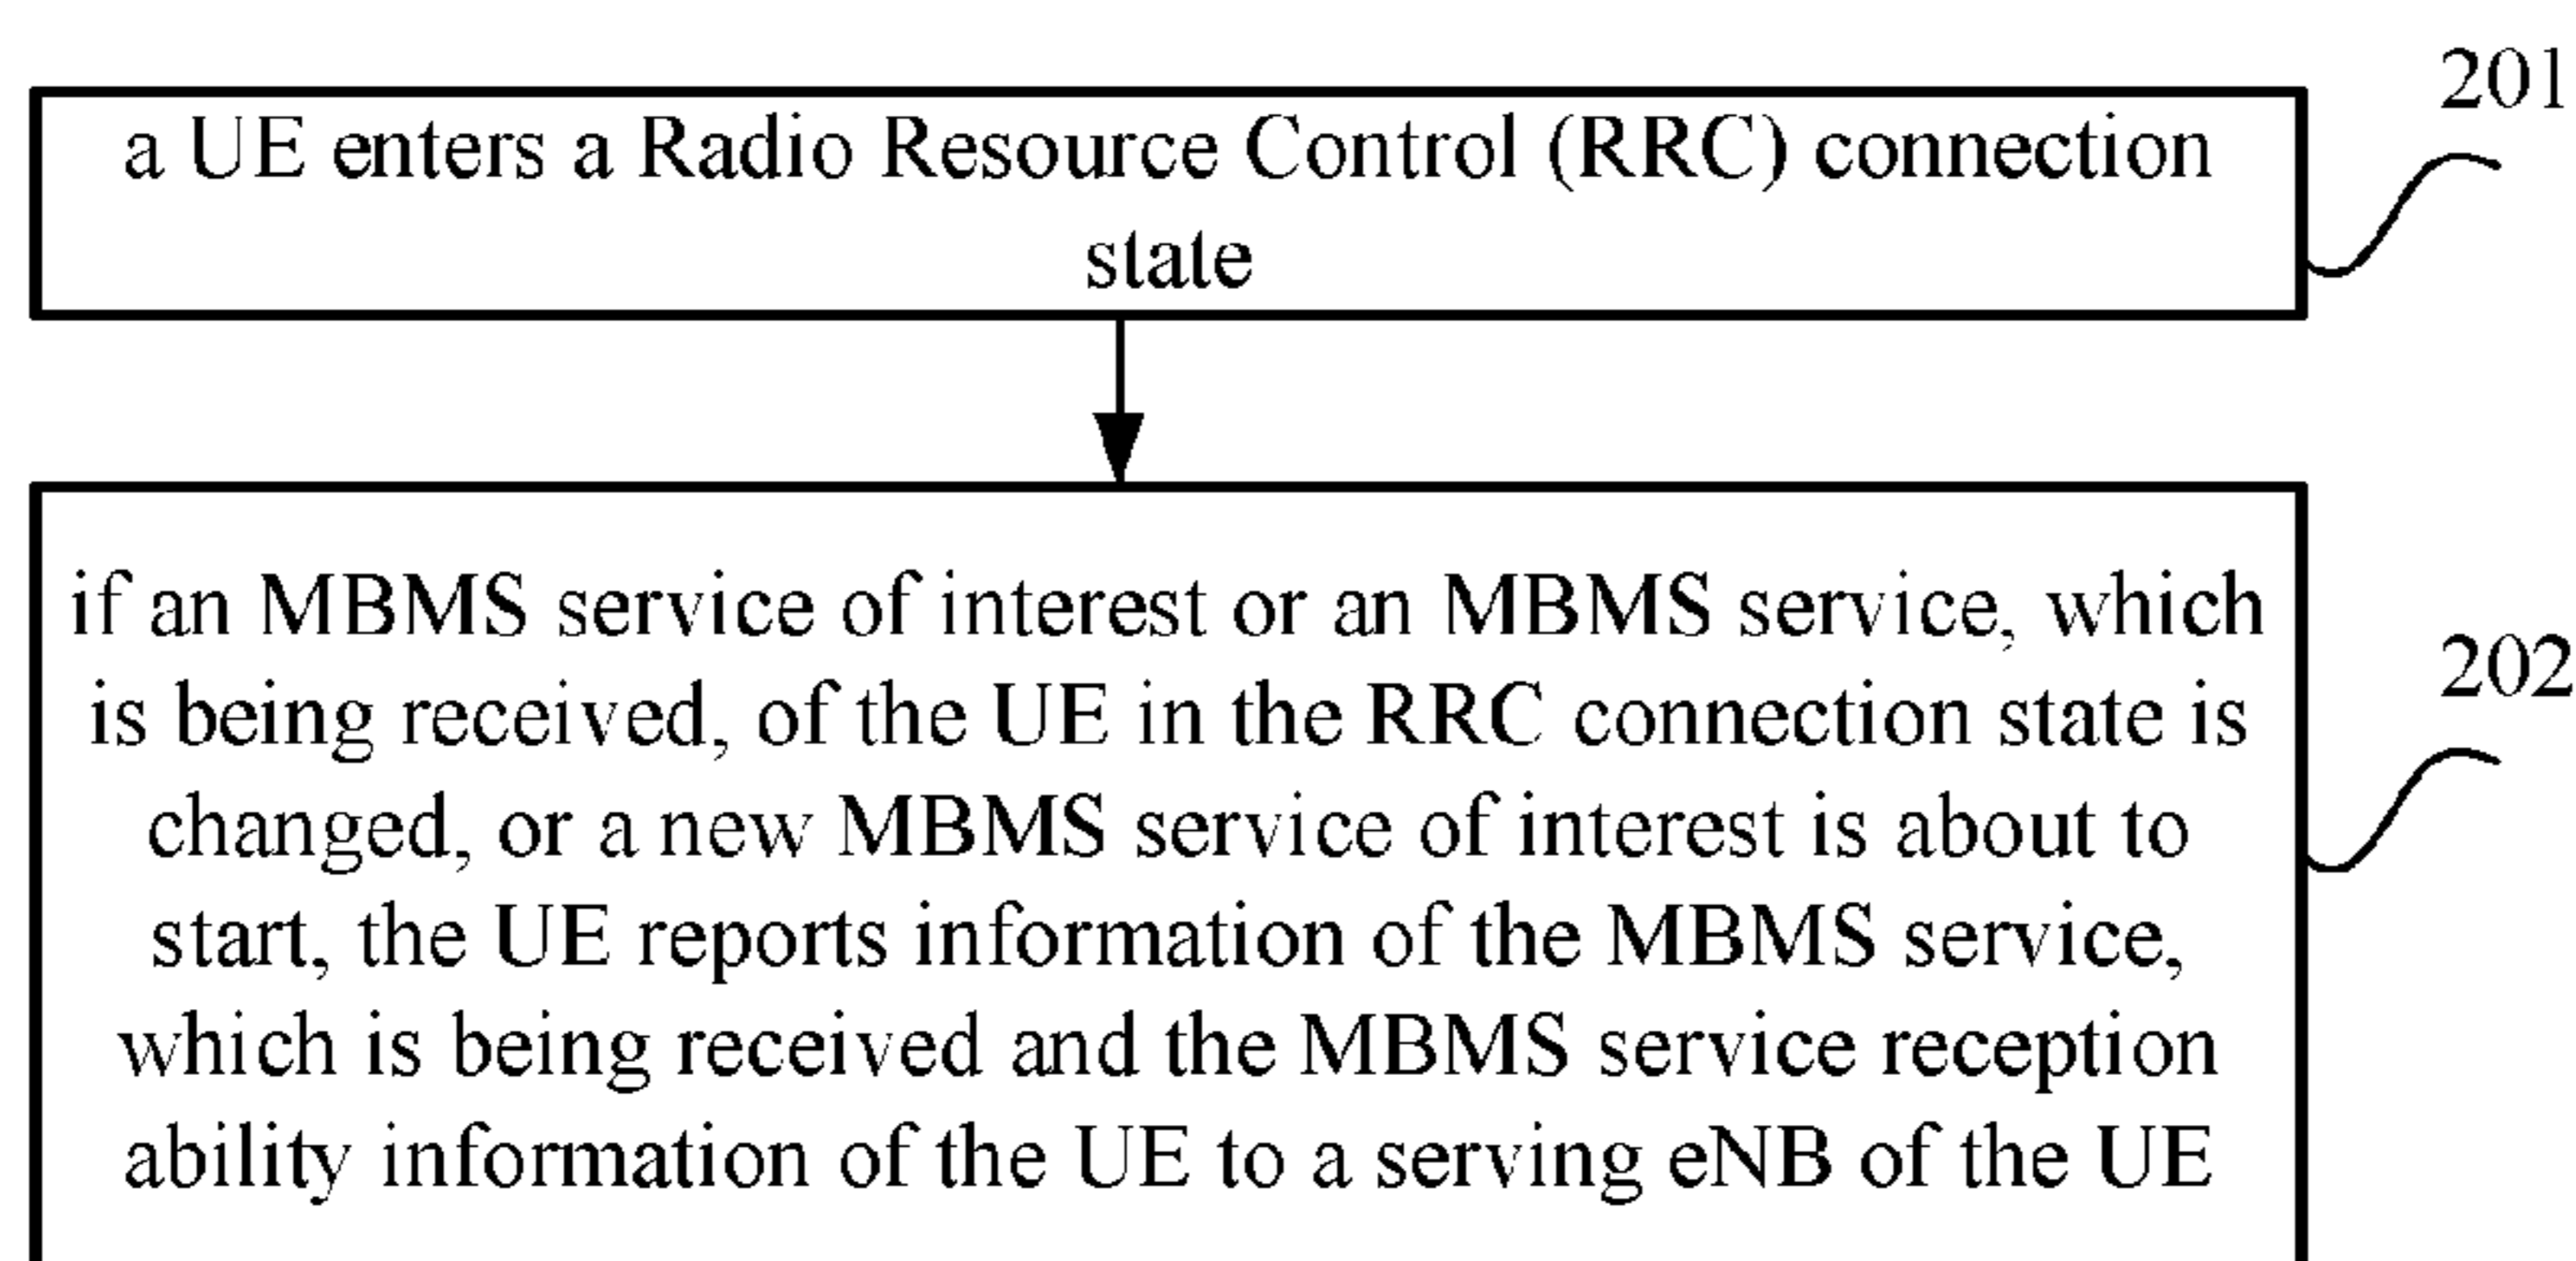 201
a UE enters a Radio Resource Control (RRC) connection
state
if an MBMS service of interest or an MBMS service, which
is being received, of the UE in the RRC connection state is
changed, or a new MBMS service of interest is about to
start, the UE reports information of the MBMS service,
which is being received and the MBMS service reception
ability information of the UE to a serving eNB of the UE
202